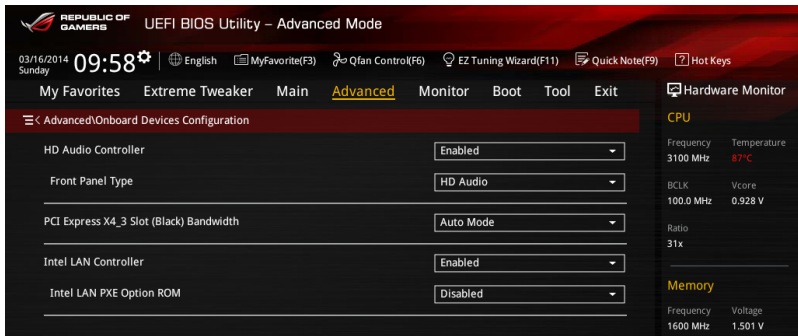 REPUBLIC OF
GAMERS
UEFI BIOS Utility – Advanced Mode
03/16/2014
Sunday
09:58
English
MyFavorite(F3)
Qfan Control(F6)
EZ Tuning Wizard(F11)
Quick Note(F9)
? Hot Keys
My Favorites
Extreme Tweaker
Main
Advanced
Monitor
Boot
Tool
Exit
Hardware Monitor
Advanced\Onboard Devices Configuration
HD Audio Controller
Enabled
Front Panel Type
HD Audio
PCI Express X4_3 Slot (Black) Bandwidth
Auto Mode
Intel LAN Controller
Enabled
Intel LAN PXE Option ROM
Disabled
CPU
Frequency Temperature
3100 MHz 87°C
BCLK Vcore
100.0 MHz 0.928 V
Ratio
31x
Memory
Frequency Voltage
1600 MHz 1.501 V